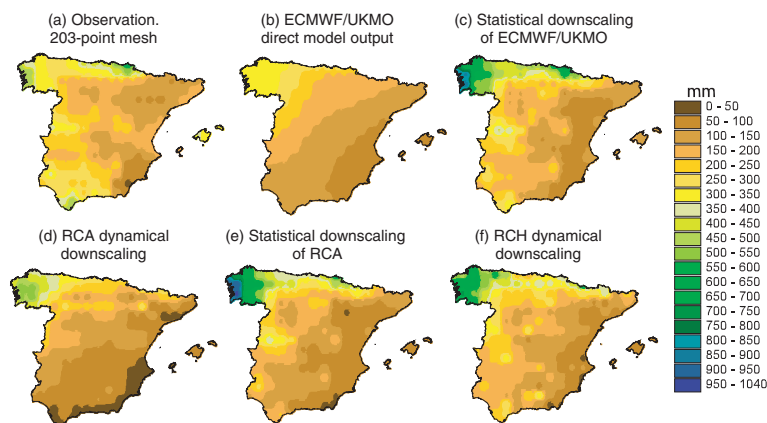 (a) Observation.
203-point mesh
(b) ECMWF/UKMO
direct model output
(c) Statistical downscaling
of ECMWF/UKMO
mm
0 - 50
50 - 100
100 - 150
150 - 200
200 - 250
250 - 300
300 - 350
350 - 400
400 - 450
450 - 500
500 - 550
550 - 600
600 - 650
650 - 700
700 - 750
750 - 800
800 - 850
850 - 900
900 - 950
950 - 1040
(d) RCA dynamical
downscaling
(e) Statistical downscaling
of RCA
(f) RCH dynamical
downscaling